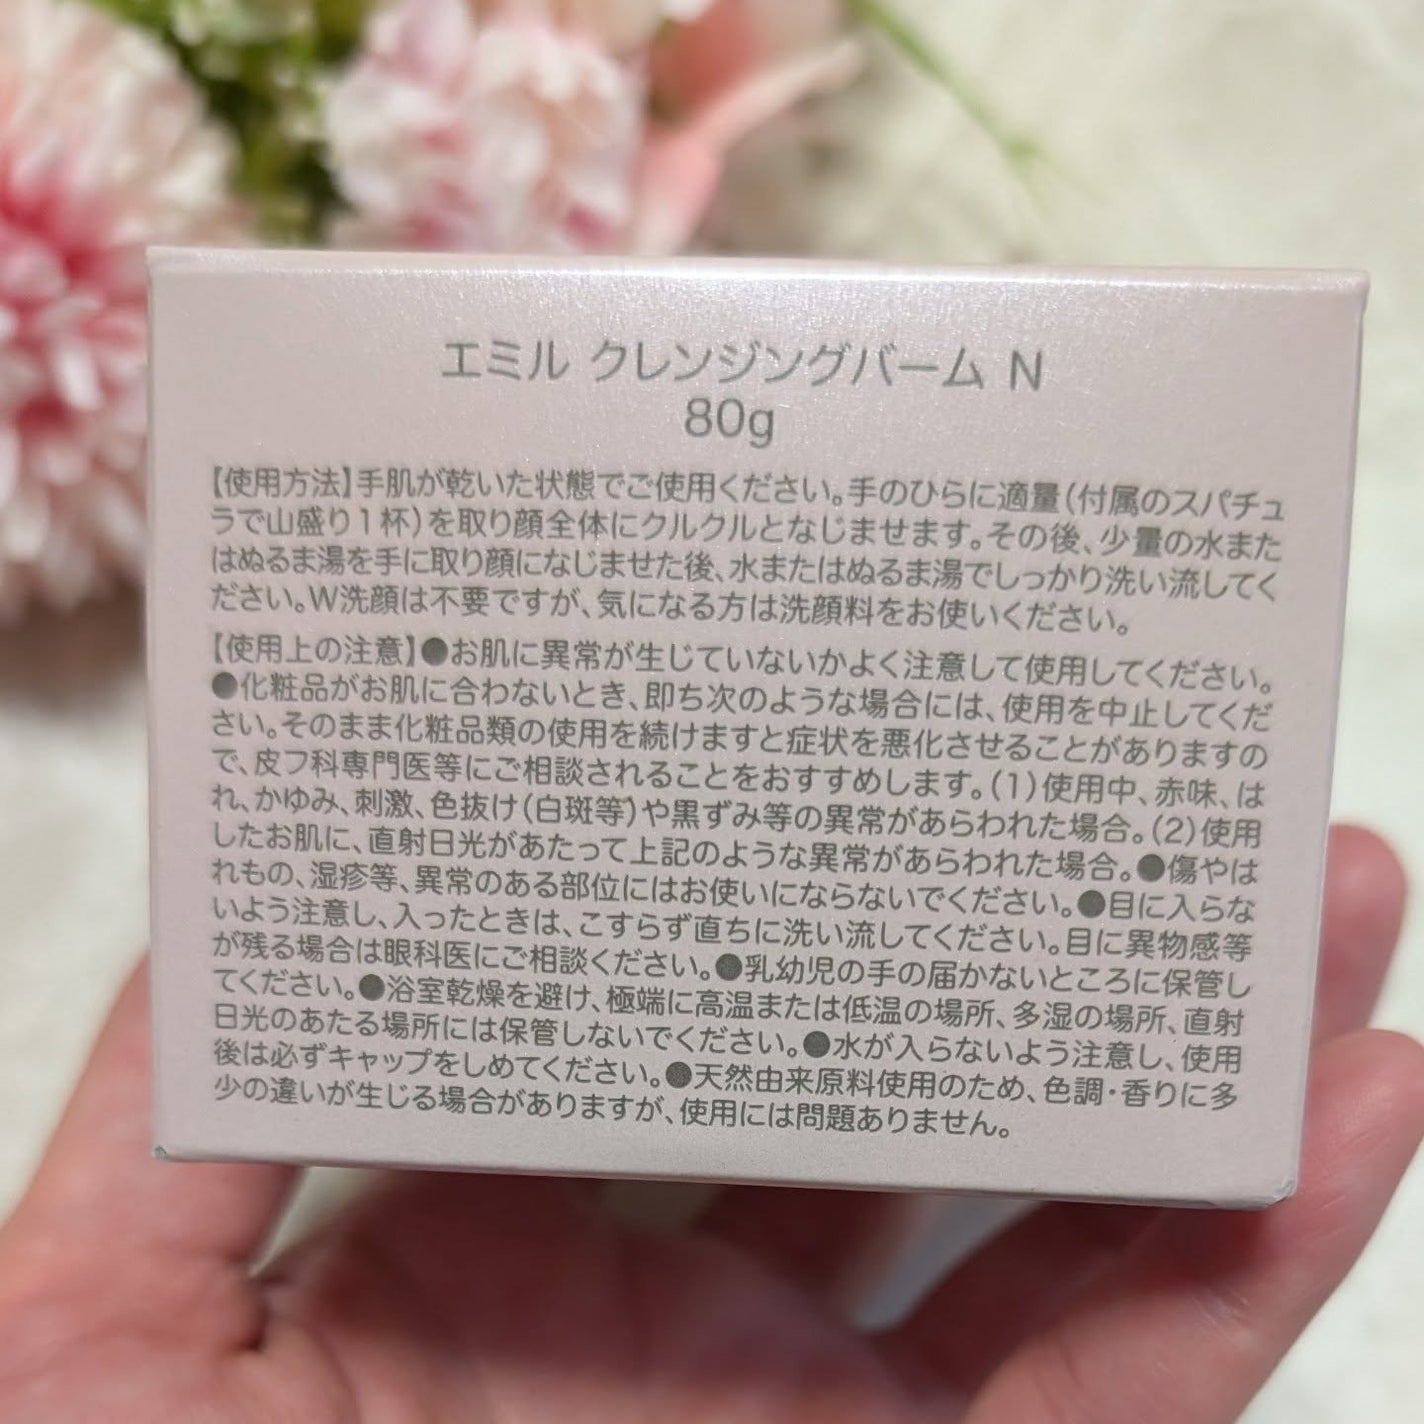 エミル クレンジングバーム N
80g
【使用方法】手肌が乾いた状態でご使用ください。手のひらに適量(付属のスパチュ
ラで山盛り1杯)を取り顔全体にクルクルとなじませます。その後、少量の水また
はぬるま湯を手に取り顔になじませた後、水またはぬるま湯でしっかり洗い流してく
ださい。W洗顔は不要ですが、気になる方は洗顔料をお使いください。
【使用上の注意】●お肌に異常が生じていないかよく注意して使用してください。
●化粧品がお肌に合わないとき、即ち次のような場合には、使用を中止してくだ
さい。そのまま化粧品類の使用を続けますと症状を悪化させることがありますの
で、皮フ科専門医等にご相談されることをおすすめします。(1)使用中、赤味、は
れ、かゆみ、刺激、色抜け(白斑等)や黒ずみ等の異常があらわれた場合。(2)使用
したお肌に、直射日光があたって上記のような異常があらわれた場合。●傷やは
れもの、湿疹等、異常のある部位にはお使いにならないでください。●目に入らな
いよう注意し、入ったときは、こすらず直ちに洗い流してください。目に異物感等
が残る場合は眼科医にご相談ください。●乳幼児の手の届かないところに保管し
てください。●浴室乾燥を避け、極端に高温または低温の場所、多湿の場所、直射
日光のあたる場所には保管しないでください。●水が入らないよう注意し、使用
後は必ずキャップをしめてください。●天然由来原料使用のため、色調・香りに多
少の違いが生じる場合がありますが、使用には問題ありません。